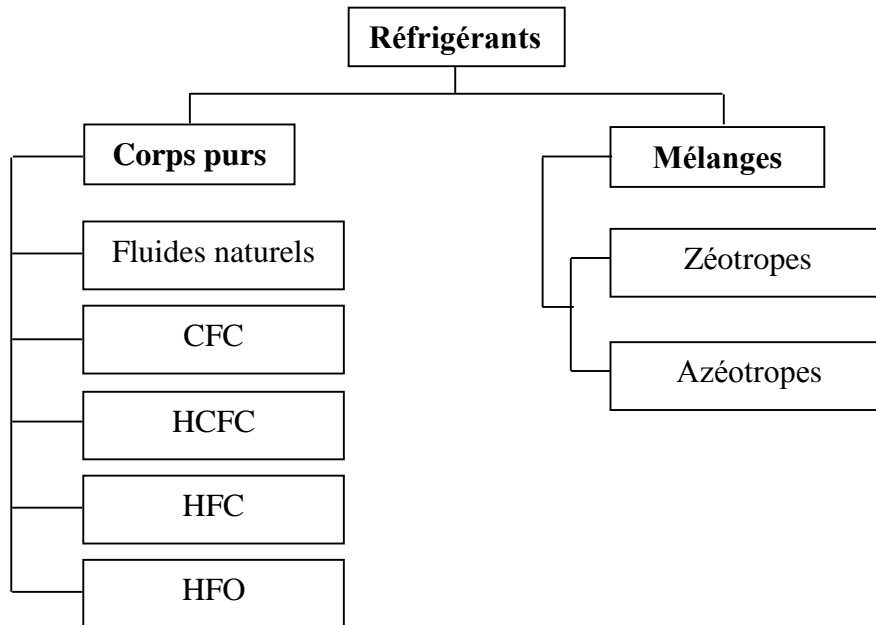 Réfrigérants
Corps purs
Mélanges
Fluides naturels
CFC
HCFC
HFC
HFO
Zéotropes
Azéotropes